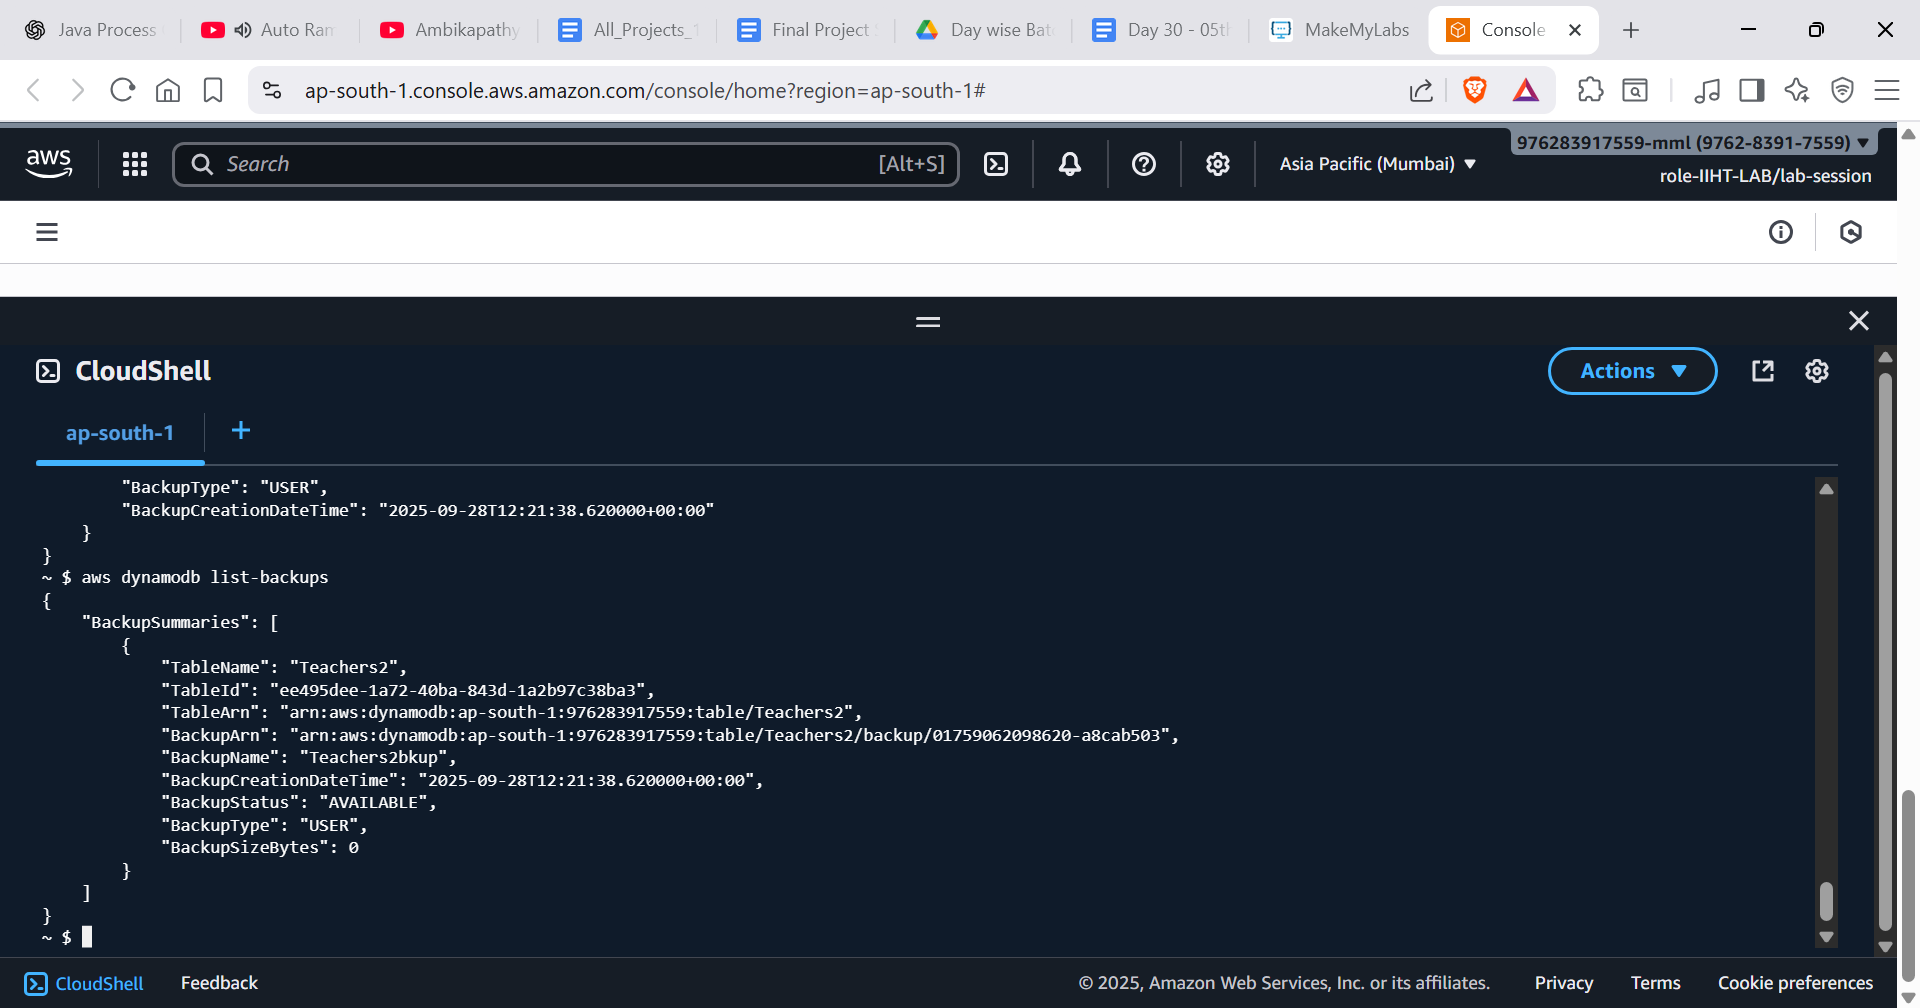 Java Process
Auto Ram
Ambikapathy
All_Projects_1
Final Project S
Day wise Bat
Day 30 - 05th
MakeMyLabs
Console
ap-south-1.console.aws.amazon.com/console/home?region=ap-south-1#
aws
Search
[Alt+S]
Asia Pacific (Mumbai)
976283917559-mml (9762-8391-7559)
role-IIHT-LAB/lab-session
CloudShell
Actions
ap-south-1
"BackupType": "USER",
"BackupCreationDateTime": "2025-09-28T12:21:38.620000+00:00"
}
}
~ $ aws dynamodb list-backups
{
"BackupSummaries": [
{
"TableName": "Teachers2",
"TableId": "ee495dee-1a72-40ba-843d-1a2b97c38ba3",
"TableArn": "arn:aws:dynamodb:ap-south-1:976283917559:table/Teachers2",
"BackupArn": "arn:aws:dynamodb:ap-south-1:976283917559:table/Teachers2/backup/01759062098620-a8cab503",
"BackupName": "Teachers2bkup",
"BackupCreationDateTime": "2025-09-28T12:21:38.620000+00:00",
"BackupStatus": "AVAILABLE",
"BackupType": "USER",
"BackupSizeBytes": 0
}
]
}
~ $
CloudShell
Feedback
© 2025, Amazon Web Services, Inc. or its affiliates.
Privacy
Terms
Cookie preferences